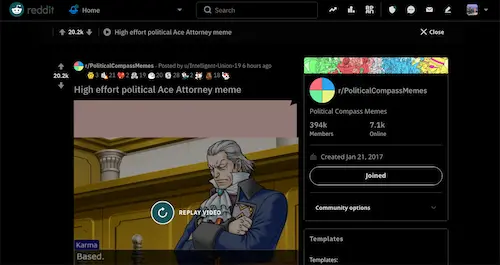 reddit
Home
Search
20.2k
High effort political Ace Attorney meme
Close
r/PoliticalCompassMemes · Posted by u/Intelligent-Union-19 6 hours ago
3 21 2 19 20 5 28 2 18
20.2k
High effort political Ace Attorney meme
REPLAY VIDEO
Karma
Based.
r/PoliticalCompassMemes
Political Compass Memes
394k
7.1k
Members
Online
Created Jan 21, 2017
Joined
Community options
Templates
Templates: